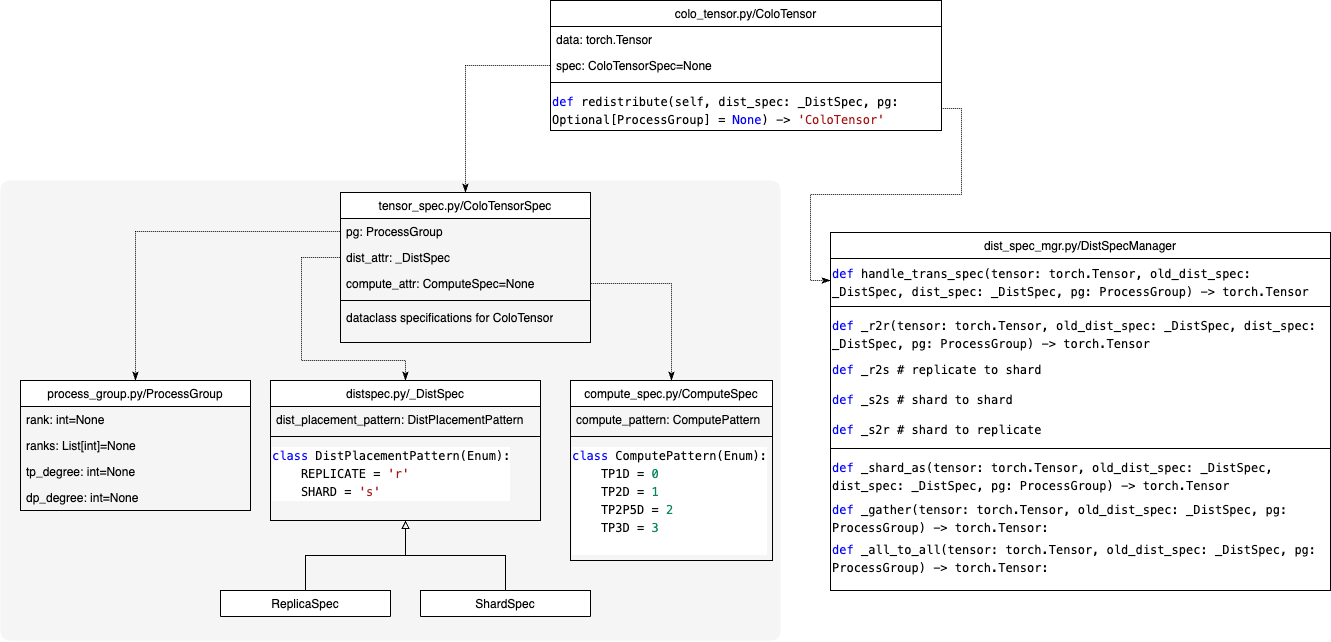 colo_tensor.py/ColoTensor
data: torch.Tensor
spec: ColoTensorSpec=None
def redistribute(self, dist_spec: _DistSpec, pg:
Optional[ProcessGroup] = None) -> 'ColoTensor'
tensor_spec.py/ColoTensorSpec
pg: ProcessGroup
dist_attr: _DistSpec
compute_attr: ComputeSpec=None
dataclass specifications for ColoTensor
process_group.py/ProcessGroup
rank: int=None
ranks: List[int]=None
tp_degree: int=None
dp_degree: int=None
distspec.py/_DistSpec
dist_placement_pattern: DistPlacementPattern
class DistPlacementPattern(Enum):
REPLICATE = 'r'
SHARD = 's'
compute_spec.py/ComputeSpec
compute_pattern: ComputePattern
class ComputePattern(Enum):
TP1D = 0
TP2D = 1
TP2P5D = 2
TP3D = 3
ReplicaSpec
ShardSpec
dist_spec_mgr.py/DistSpecManager
def handle_trans_spec(tensor: torch.Tensor, old_dist_spec:
_DistSpec, dist_spec: _DistSpec, pg: ProcessGroup) -> torch.Tensor
def _r2r(tensor: torch.Tensor, old_dist_spec: _DistSpec, dist_spec:
_DistSpec, pg: ProcessGroup) -> torch.Tensor
def _r2s # replicate to shard
def _s2s # shard to shard
def _s2r # shard to replicate
def _shard_as(tensor: torch.Tensor, old_dist_spec: _DistSpec,
dist_spec: _DistSpec, pg: ProcessGroup) -> torch.Tensor
def _gather(tensor: torch.Tensor, old_dist_spec: _DistSpec, pg:
ProcessGroup) -> torch.Tensor:
def _all_to_all(tensor: torch.Tensor, old_dist_spec: _DistSpec, pg:
ProcessGroup) -> torch.Tensor: